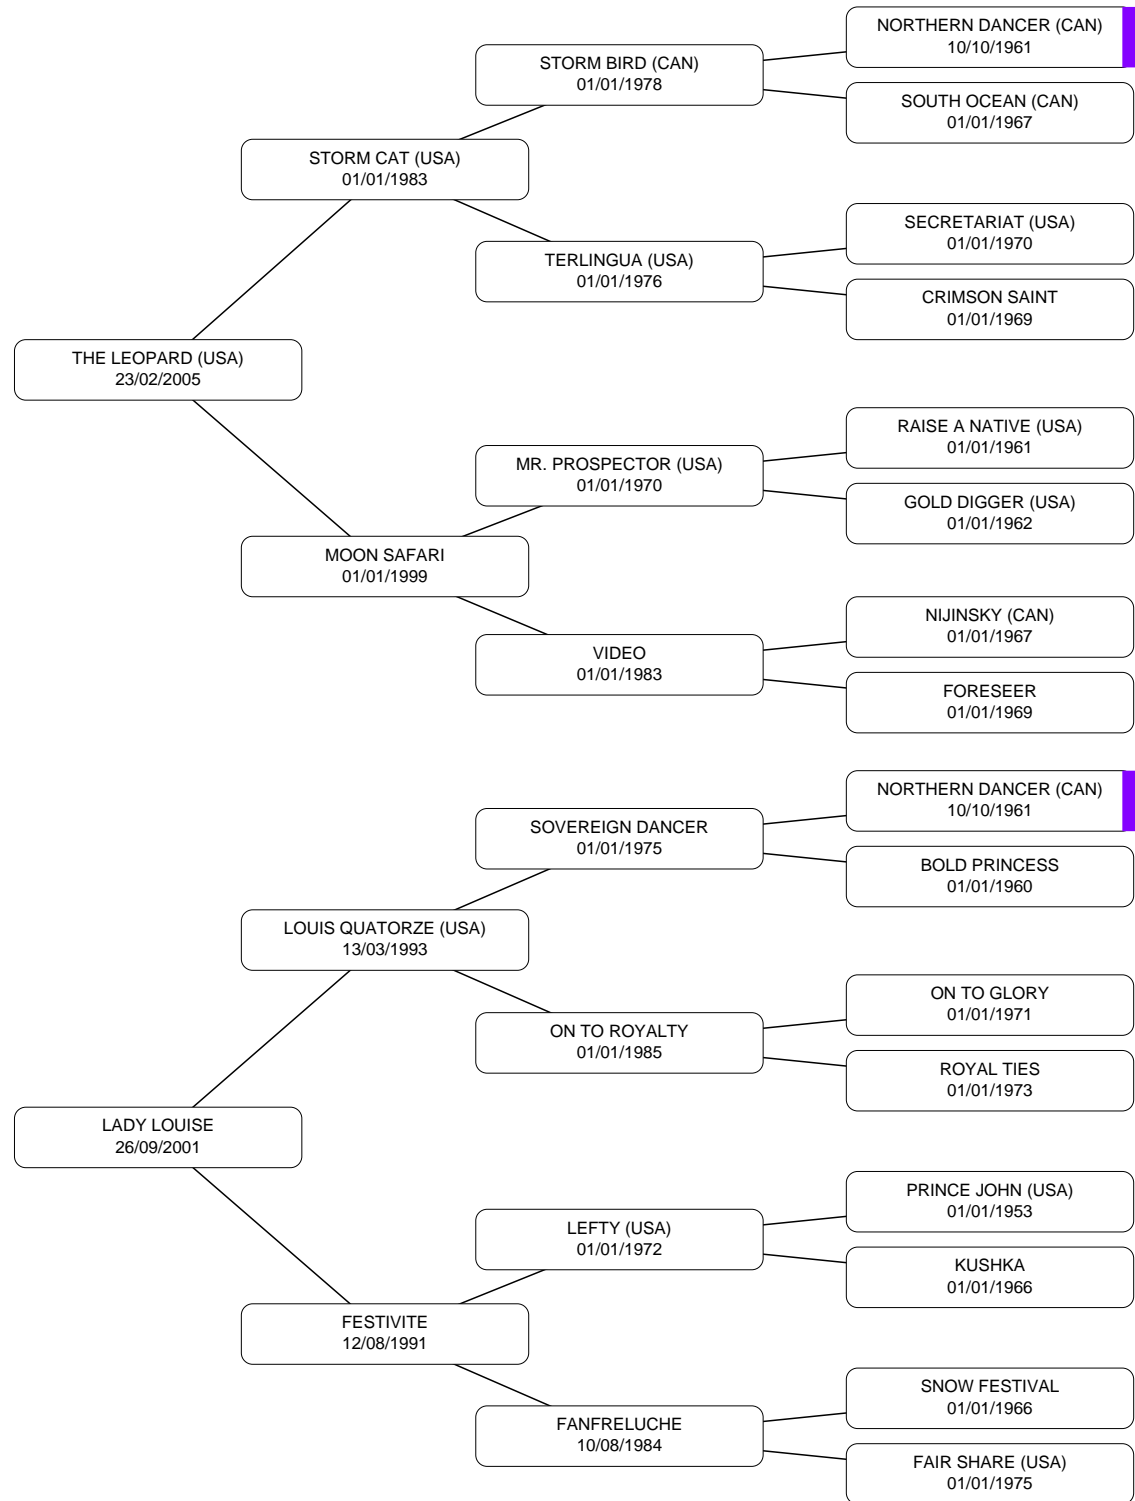 NORTHERN DANCER (CAN)
10/10/1961
STORM BIRD (CAN)
01/01/1978
SOUTH OCEAN (CAN)
01/01/1967
STORM CAT (USA)
01/01/1983
SECRETARIAT (USA)
01/01/1970
TERLINGUA (USA)
01/01/1976
CRIMSON SAINT
01/01/1969
THE LEOPARD (USA)
23/02/2005
RAISE A NATIVE (USA)
01/01/1961
MR. PROSPECTOR (USA)
01/01/1970
GOLD DIGGER (USA)
01/01/1962
MOON SAFARI
01/01/1999
NIJINSKY (CAN)
01/01/1967
VIDEO
01/01/1983
FORESEER
01/01/1969
NORTHERN DANCER (CAN)
10/10/1961
SOVEREIGN DANCER
01/01/1975
BOLD PRINCESS
01/01/1960
LOUIS QUATORZE (USA)
13/03/1993
ON TO GLORY
01/01/1971
ON TO ROYALTY
01/01/1985
ROYAL TIES
01/01/1973
LADY LOUISE
26/09/2001
PRINCE JOHN (USA)
01/01/1953
LEFTY (USA)
01/01/1972
KUSHKA
01/01/1966
FESTIVITE
12/08/1991
SNOW FESTIVAL
01/01/1966
FANFRELUCHE
10/08/1984
FAIR SHARE (USA)
01/01/1975